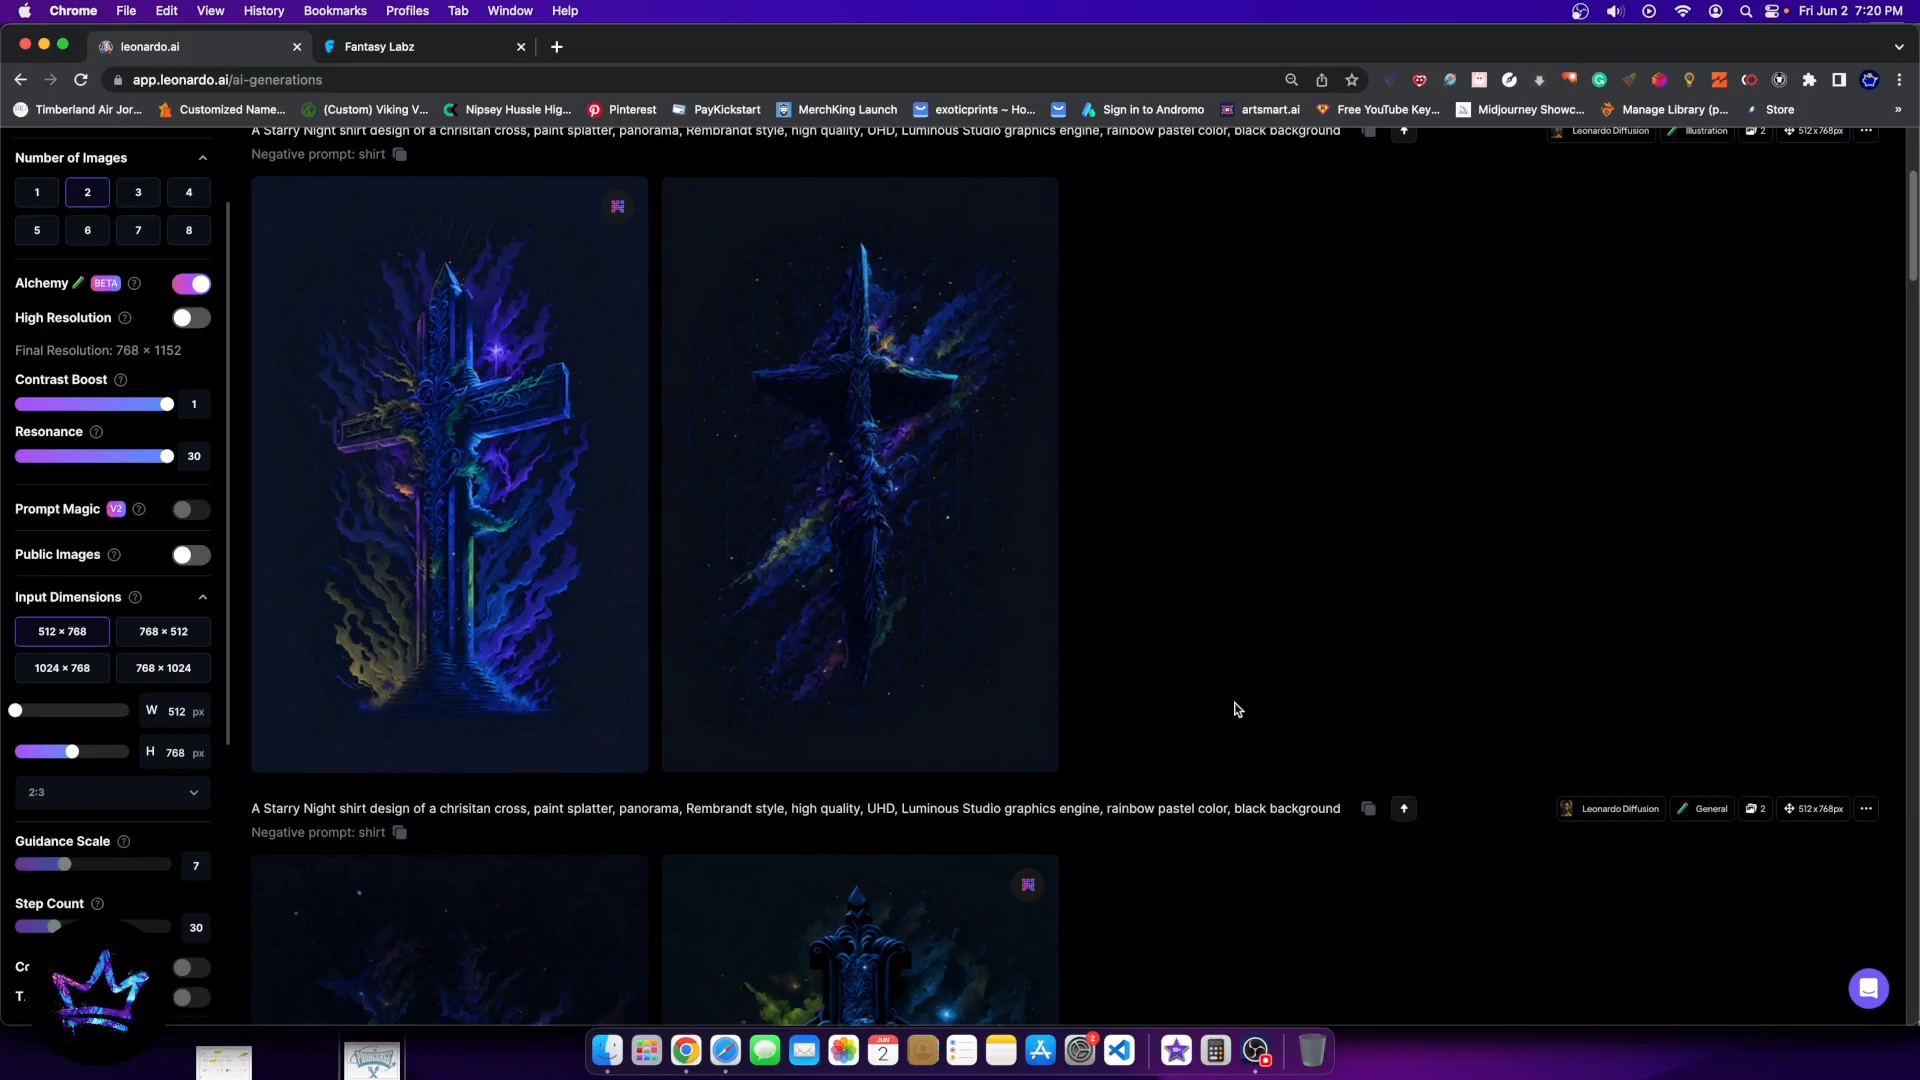 Chrome File Edit View History Bookmarks Profiles Tab Window Help Fri Jun 2 7:20 PM
leonardo.ai Fantasy Labz
app.leonardo.ai/ai-generations
Timberland Air Jor... Customized Name... (Custom) Viking V... Nipsey Hussle Hig... Pinterest PayKickstart MerchKing Launch exoticprints ~ Ho... Sign in to Andromo artsmart.ai Free YouTube Key... Midjourney Showc... Manage Library (p... Store »
A Starry Night shirt design of a chrisitan cross, paint splatter, panorama, Rembrandt style, high quality, UHD, Luminous Studio graphics engine, rainbow pastel color, black background
Leonardo Diffusion Illustration 2 512x768px
Negative prompt: shirt
Number of Images
1 2 3 4
5 6 7 8
Alchemy BETA
High Resolution
Final Resolution: 768 × 1152
Contrast Boost
1
Resonance
30
Prompt Magic V2
Public Images
Input Dimensions
512 × 768 768 × 512
1024 × 768 768 × 1024
W 512 px
H 768 px
2:3
Guidance Scale
7
Step Count
30
A Starry Night shirt design of a chrisitan cross, paint splatter, panorama, Rembrandt style, high quality, UHD, Luminous Studio graphics engine, rainbow pastel color, black background
Leonardo Diffusion General 2 512x768px
Negative prompt: shirt
JUN
2
2